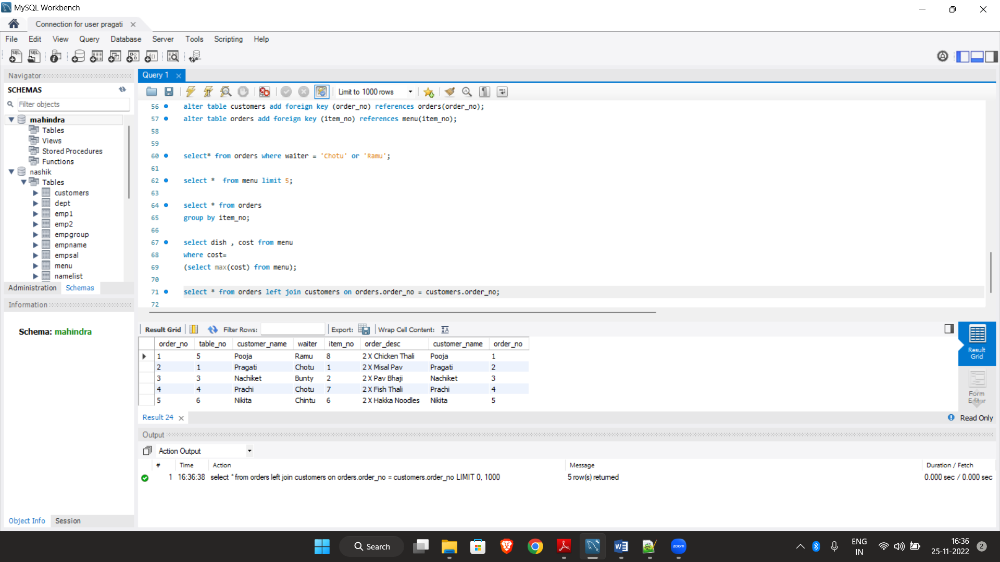 MySQL Workbench
Connection for user pragati
File Edit View Query Database Server Tools Scripting Help
Navigator
SCHEMAS
Filter objects
mahindra
Tables
Views
Stored Procedures
Functions
nashik
Tables
customers
dept
emp1
emp2
empgroup
empname
empsal
menu
namelist
Administration Schemas
Information
Schema: mahindra
Object Info Session
Query 1
Limit to 1000 rows
56 alter table customers add foreign key (order_no) references orders(order_no);
57 alter table orders add foreign key (item_no) references menu(item_no);
58
59
60 select* from orders where waiter = 'Chotu' or 'Ramu';
61
62 select *  from menu limit 5;
63
64 select * from orders
65 group by item_no;
66
67 select dish , cost from menu
68 where cost=
69 (select max(cost) from menu);
70
71 select * from orders left join customers on orders.order_no = customers.order_no;
72
Result Grid Filter Rows: Export: Wrap Cell Content:
order_no table_no customer_name waiter item_no order_desc customer_name order_no
1 5 Pooja Ramu 8 2 X Chicken Thali Pooja 1
2 1 Pragati Chotu 1 2 X Misal Pav Pragati 2
3 3 Nachiket Bunty 2 2 X Pav Bhaji Nachiket 3
4 4 Prachi Chotu 7 2 X Fish Thali Prachi 4
5 6 Nikita Chintu 6 2 X Hakka Noodles Nikita 5
Result Grid
Form Editor
Result 24
Read Only
Output
Action Output
# Time Action Message Duration / Fetch
1 16:36:38 select * from orders left join customers on orders.order_no = customers.order_no LIMIT 0, 1000 5 row(s) returned 0.000 sec / 0.000 sec
Search
zoom
ENG
IN
16:36
25-11-2022
2